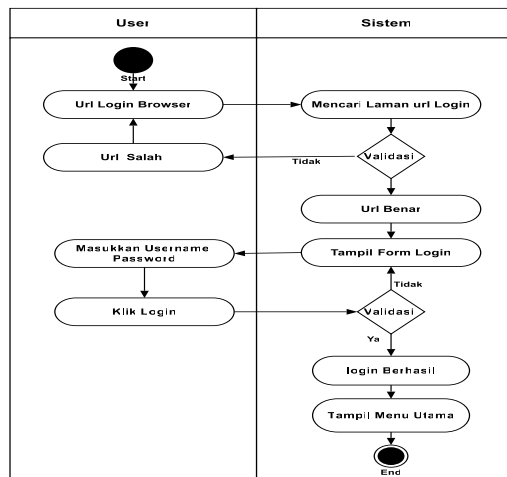 User
Sistem
Start
Url Login Browser
Mencari Laman url Login
Url Salah
Tidak
Validasi
Url Benar
Masukkan Username
Password
Tampil Form Login
Tidak
Klik Login
Validasi
Ya
login Berhasil
Tampil Menu Utama
End